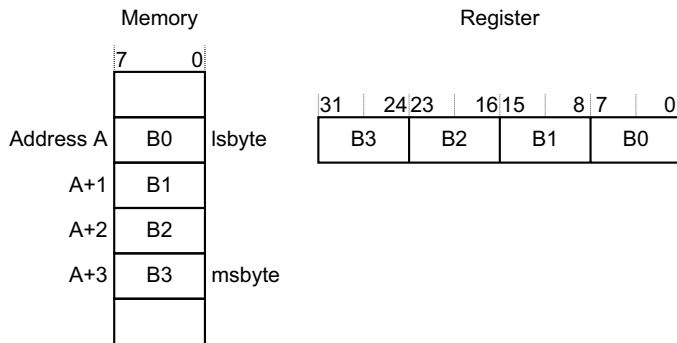 Memory
Register
7 0
31 24 23 16 15 8 7 0
Address A B0 lsbyte
B3 B2 B1 B0
A+1 B1
A+2 B2
A+3 B3 msbyte